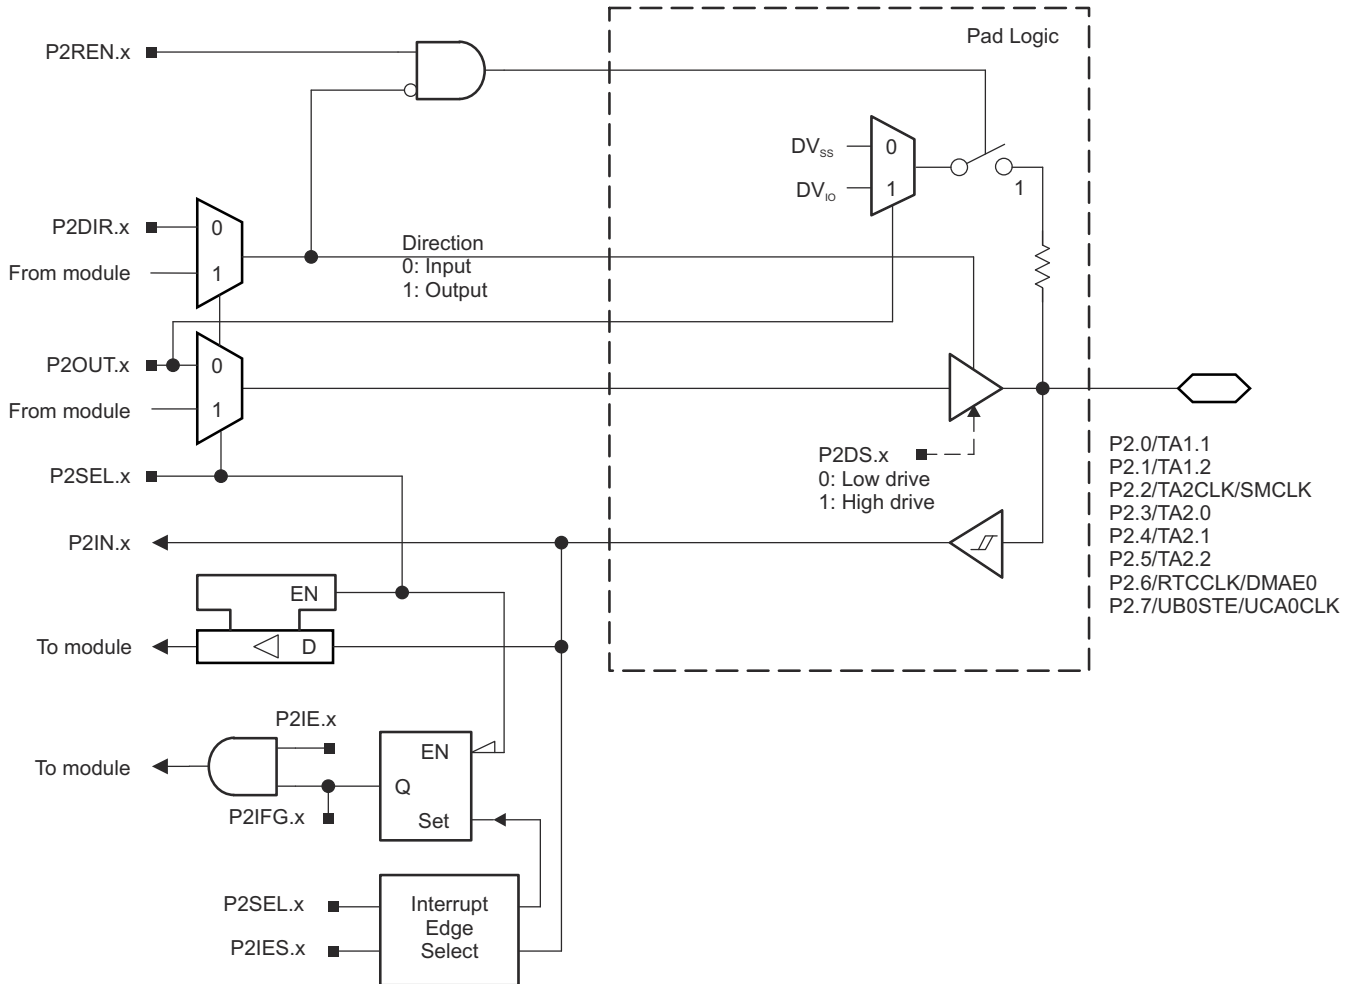 Pad Logic
P2REN.x
DVSS
0
DVIO
1
1
P2DIR.x
0
From module
1
Direction
0: Input
1: Output
P2OUT.x
0
From module
1
P2SEL.x
P2DS.x
0: Low drive
1: High drive
P2.0/TA1.1
P2.1/TA1.2
P2.2/TA2CLK/SMCLK
P2.3/TA2.0
P2.4/TA2.1
P2.5/TA2.2
P2.6/RTCCLK/DMAE0
P2.7/UB0STE/UCA0CLK
P2IN.x
EN
To module
D
P2IE.x
EN
To module
Q
P2IFG.x
Set
P2SEL.x
P2IES.x
Interrupt
Edge
Select